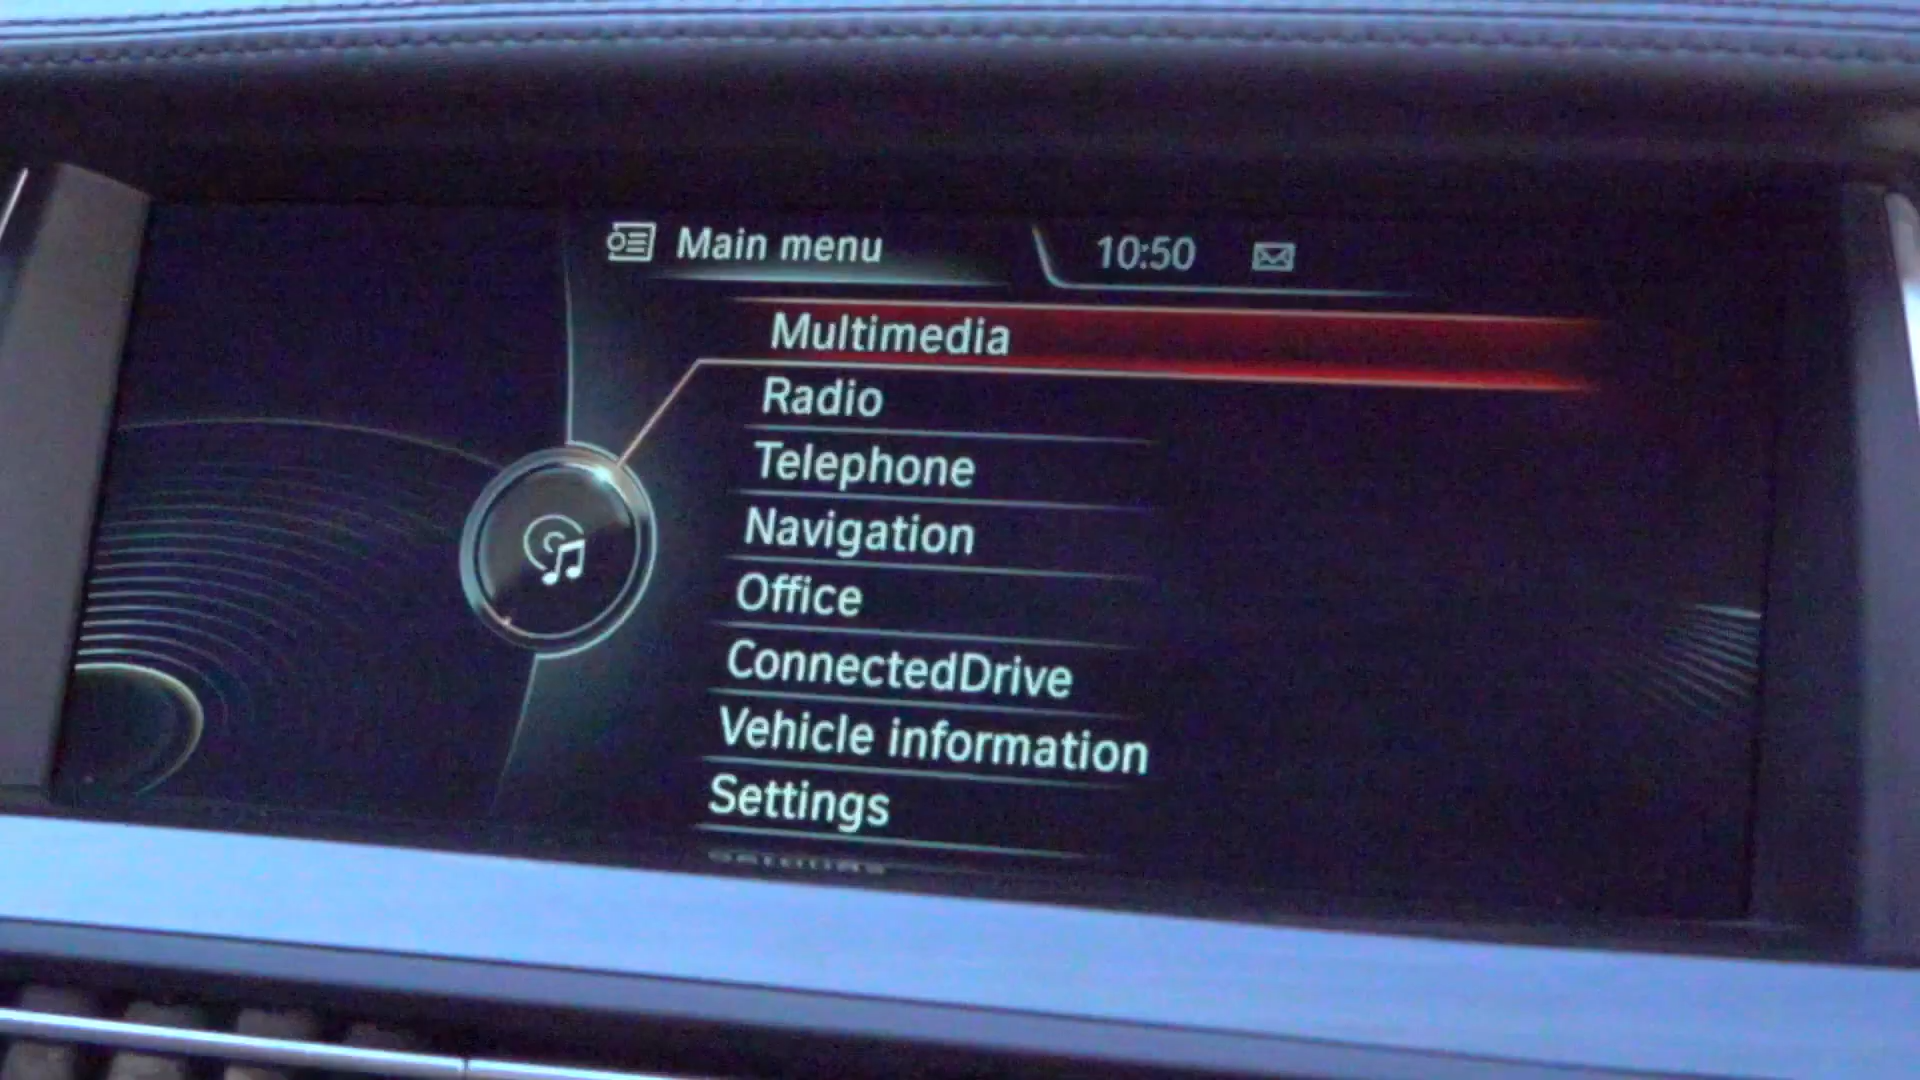 Main menu
10:50
Multimedia
Radio
Telephone
Navigation
Office
ConnectedDrive
Vehicle information
Settings